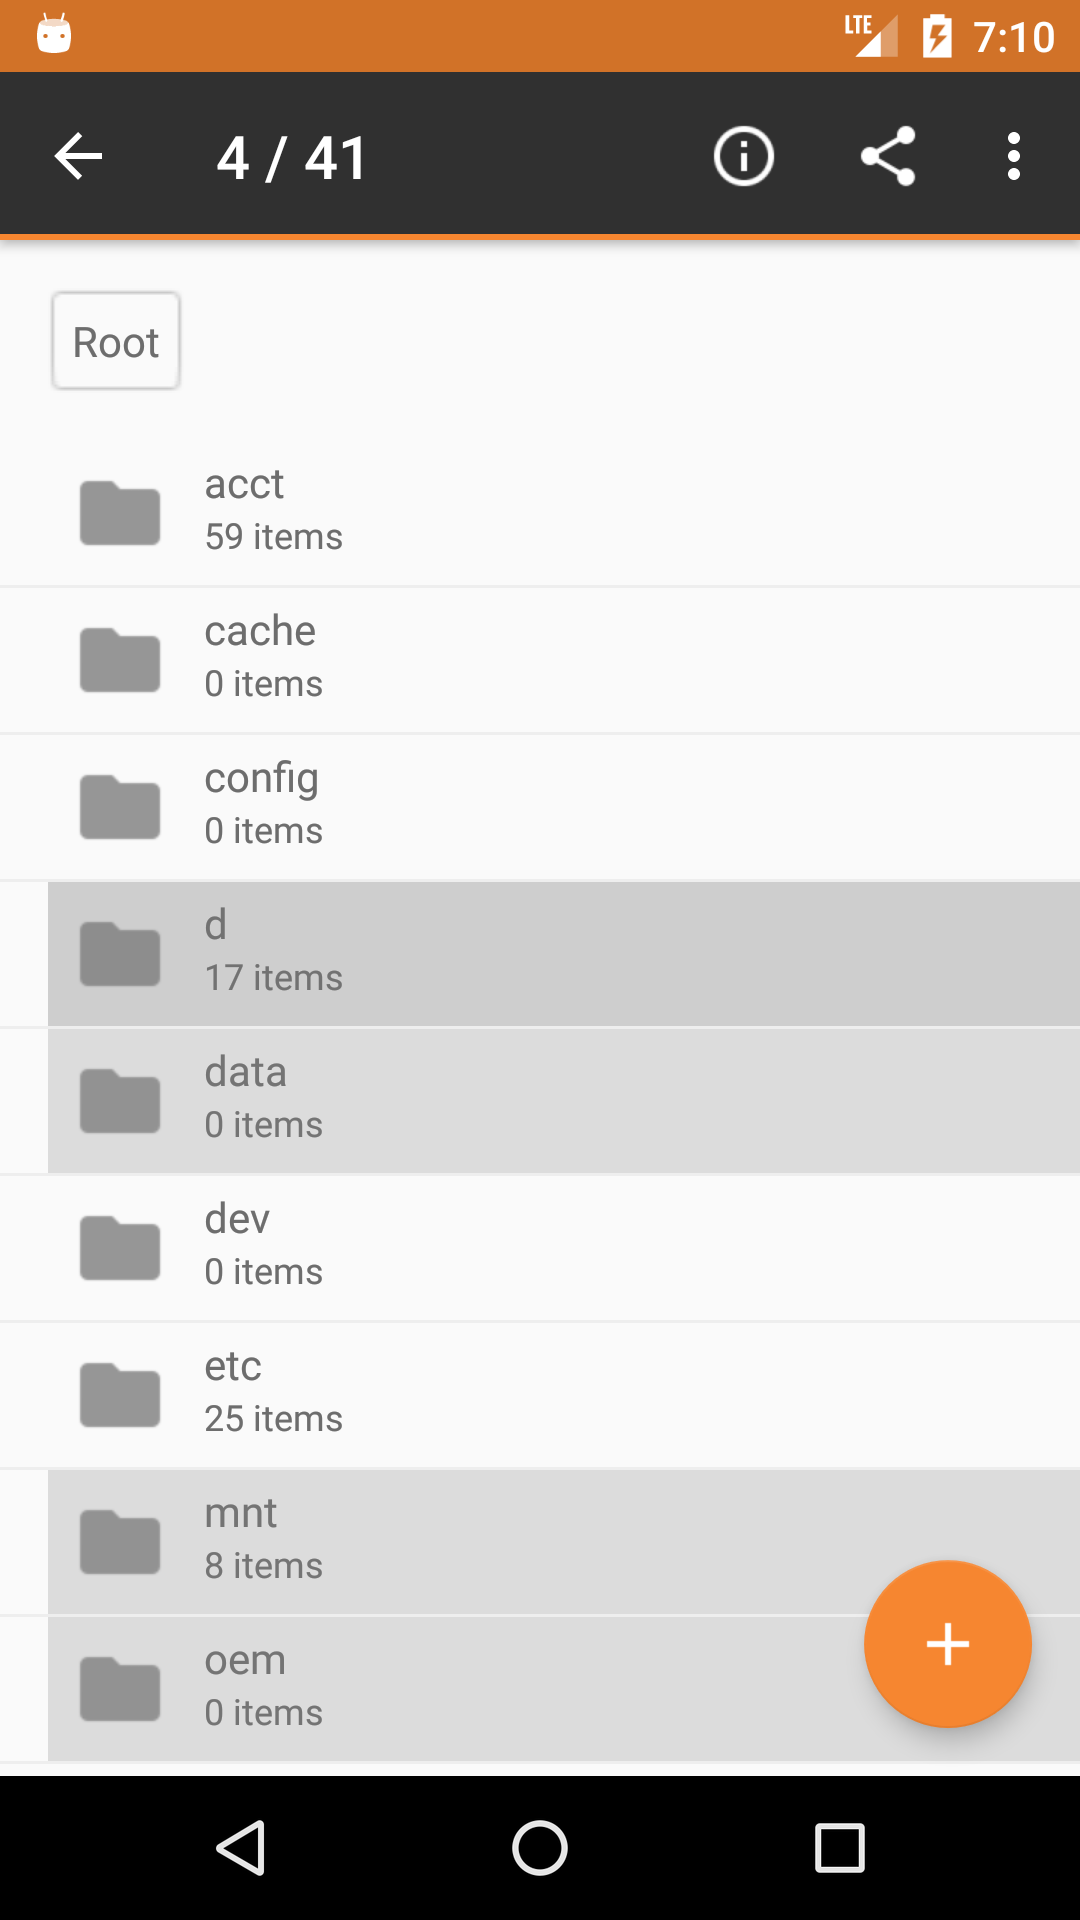 LTE 7:10
4 / 41
Root
acct
59 items
cache
0 items
config
0 items
d
17 items
data
0 items
dev
0 items
etc
25 items
mnt
8 items
oem
0 items